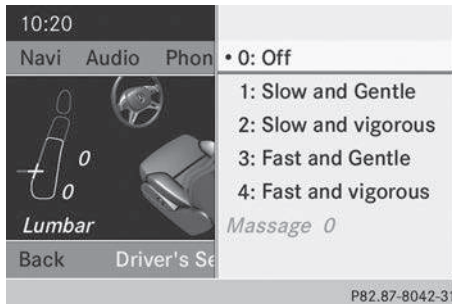 10:20
Navi Audio Phon
• 0: Off
1: Slow and Gentle
2: Slow and vigorous
3: Fast and Gentle
4: Fast and vigorous
0
0
Lumbar
Massage 0
Back Driver's Se
P82.87-8042-31